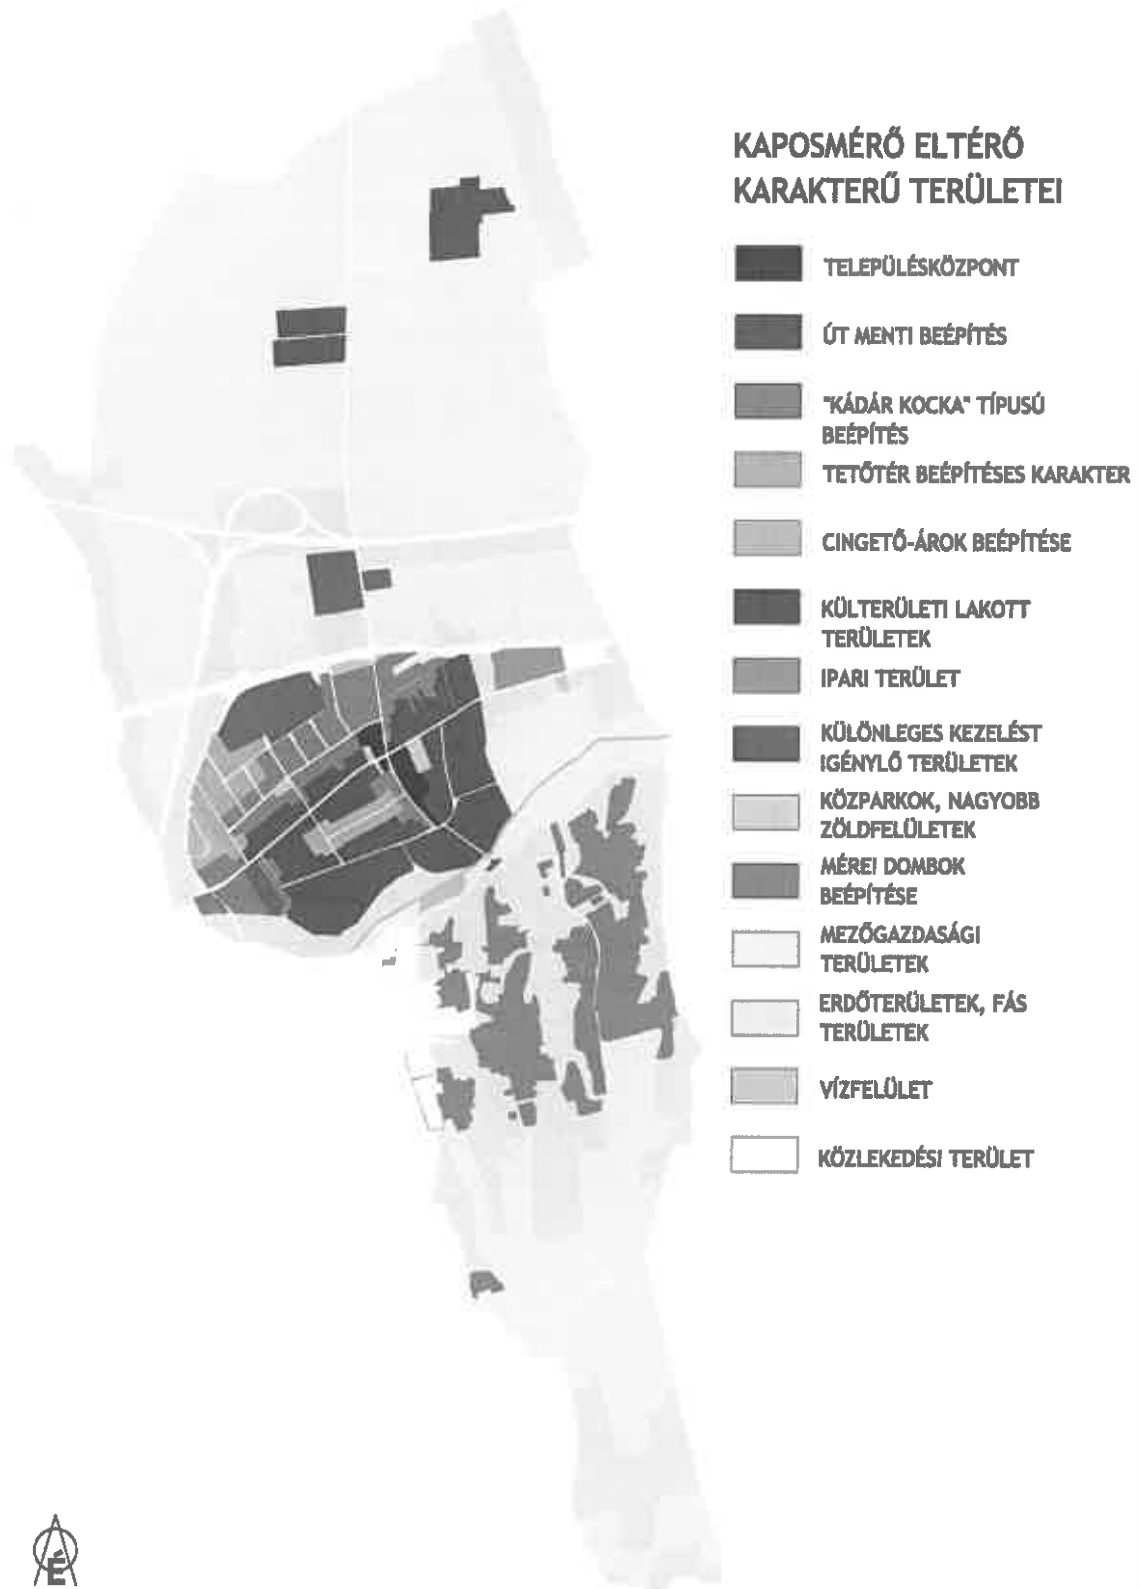 KAPOSMÉRŐ ELTÉRŐ
KARAKTERŰ TERÜLETEI
TELEPÜLÉSKÖZPONT
ÚT MENTI BEÉPÍTÉS
"KÁDÁR KOCKA" TÍPUSÚ
BEÉPÍTÉS
TETŐTÉR BEÉPÍTÉSES KARAKTER
CINGETŐ-ÁROK BEÉPÍTÉSE
KÜLTERÜLETI LAKOTT
TERÜLETEK
IPARI TERÜLET
KÜLÖNLEGES KEZELÉST
IGÉNYLŐ TERÜLETEK
KÖZPARKOK, NAGYOBB
ZÖLDFELÜLETEK
MÉREI DOMBOK
BEÉPÍTÉSE
MEZŐGAZDASÁGI
TERÜLETEK
ERDŐTERÜLETEK, FÁS
TERÜLETEK
VÍZFELÜLET
KÖZLEKEDÉSI TERÜLET
É